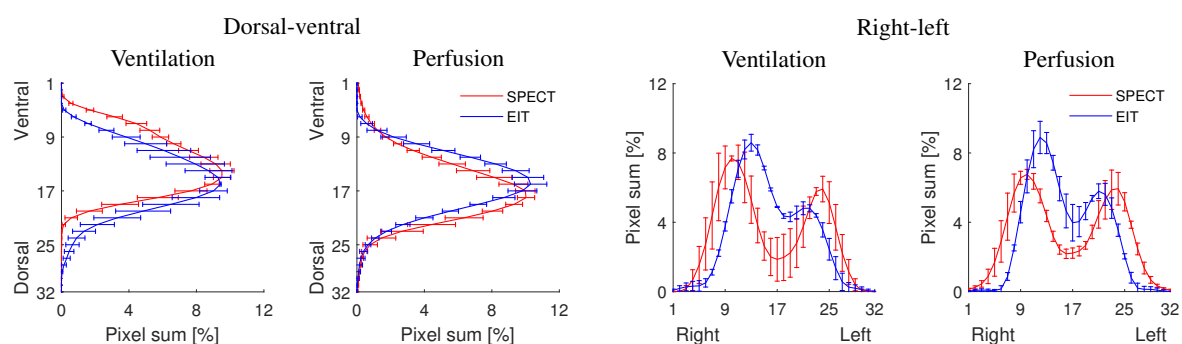 Dorsal-ventral
Right-left
Ventilation
Perfusion
Ventilation
Perfusion
1
9
17
25
32
Ventral
Dorsal
0 4 8 12
Pixel sum [%]
1
9
17
25
32
Ventral
Dorsal
SPECT
EIT
0 4 8 12
Pixel sum [%]
12
8
4
0
Pixel sum [%]
1 9 17 25 32
Right Left
12
8
4
0
Pixel sum [%]
SPECT
EIT
1 9 17 25 32
Right Left